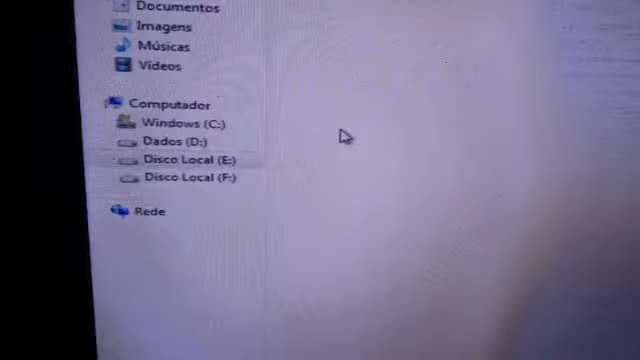 Documentos
Imagens
Músicas
Vídeos
Computador
Windows (C:)
Dados (D:)
Disco Local (E:)
Disco Local (F:)
Rede